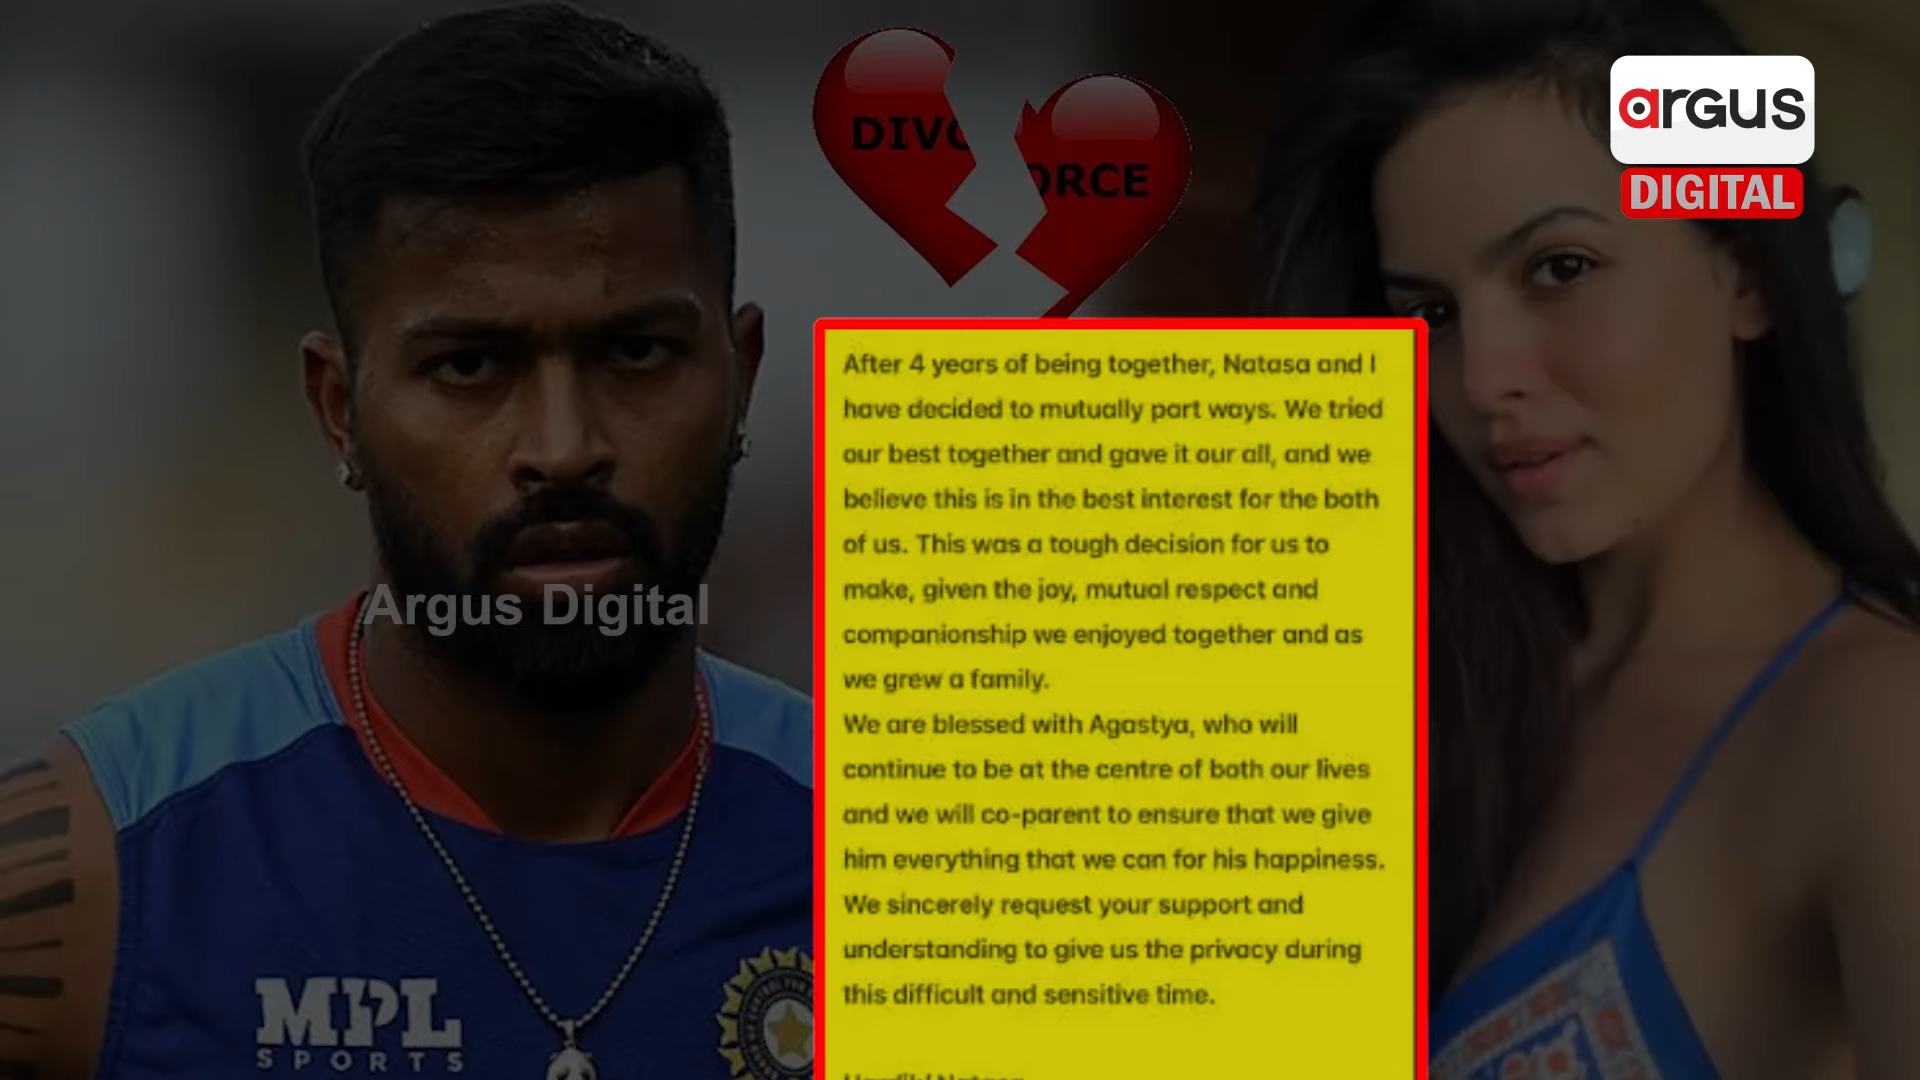 DIVO
ORCE
argus
DIGITAL
After 4 years of being together, Natasa and I
have decided to mutually part ways. We tried
our best together and gave it our all, and we
believe this is in the best interest for the both
of us. This was a tough decision for us to
make, given the joy, mutual respect and
companionship we enjoyed together and as
we grew a family.
We are blessed with Agastya, who will
continue to be at the centre of both our lives
and we will co-parent to ensure that we give
him everything that we can for his happiness.
We sincerely request your support and
understanding to give us the privacy during
this difficult and sensitive time.
Argus Digital
MPL
SPORTS